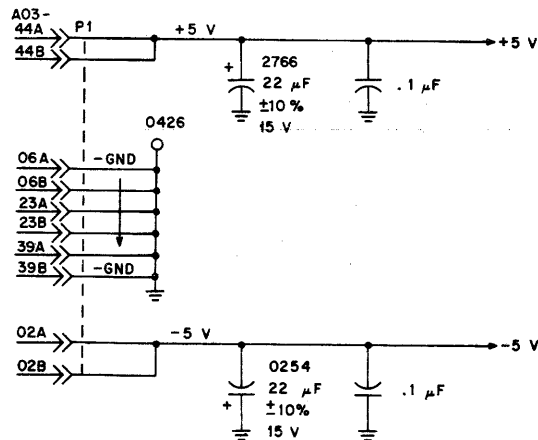 A03-
44A P1 +5 V +5 V
44B
+ 2766
22 μF .1 μF
±10%
15 V
0426
06A -GND
06B
23A
23B
39A
39B -GND
02A -5 V -5 V
02B
0254
22 μF .1 μF
+ ±10%
15 V